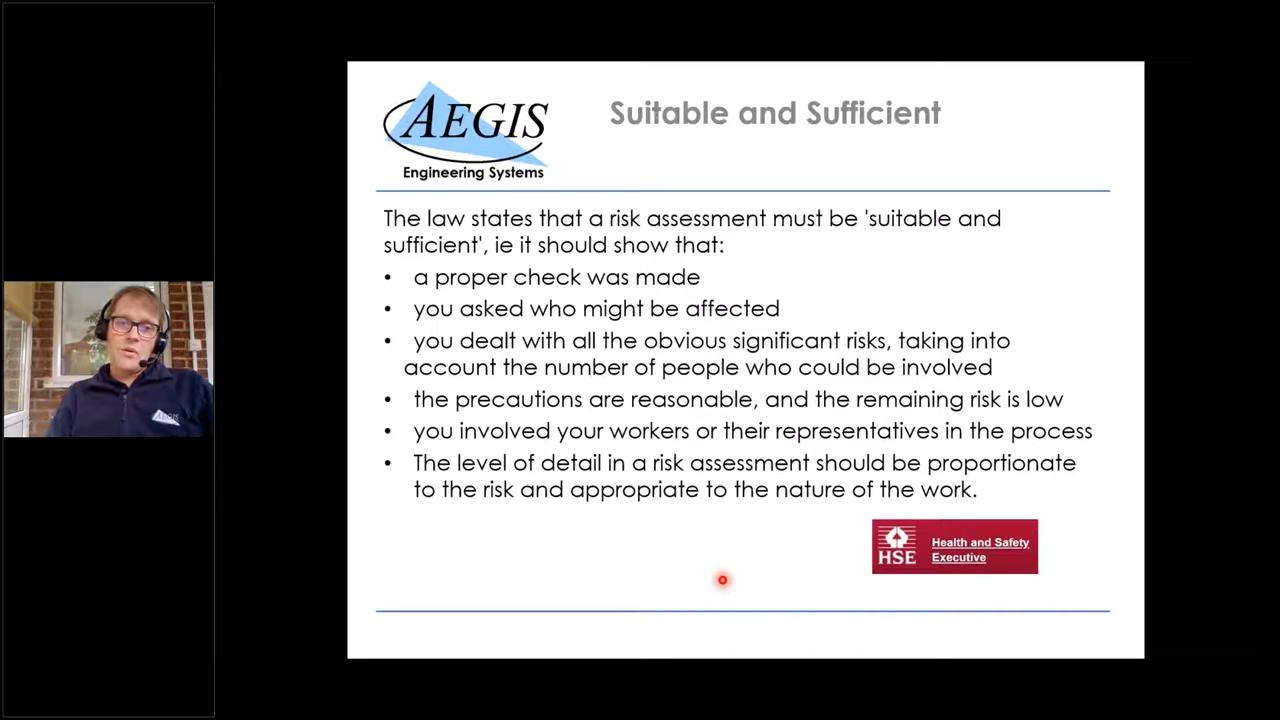 AEGIS
Engineering Systems
Suitable and Sufficient
The law states that a risk assessment must be 'suitable and
sufficient', ie it should show that:
• a proper check was made
• you asked who might be affected
• you dealt with all the obvious significant risks, taking into
account the number of people who could be involved
• the precautions are reasonable, and the remaining risk is low
• you involved your workers or their representatives in the process
• The level of detail in a risk assessment should be proportionate
to the risk and appropriate to the nature of the work.
HSE
Health and Safety
Executive
AEGIS